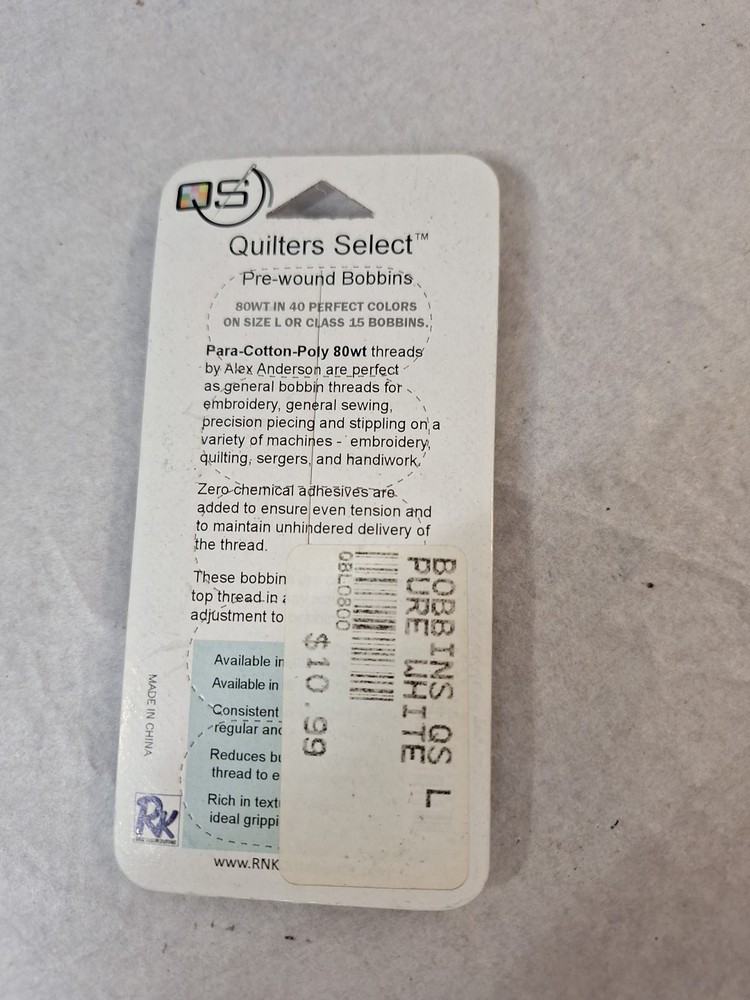 QS
Quilters Select™
Pre-wound Bobbins
80WT IN 40 PERFECT COLORS
ON SIZE L OR CLASS 15 BOBBINS.
Para-Cotton-Poly 80wt threads
by Alex Anderson are perfect
as general bobbin threads for
embroidery, general sewing,
precision piecing and stippling on a
variety of machines - embroidery,
quilting, sergers, and handiwork.
Zero chemical adhesives are
added to ensure even tension and
to maintain unhindered delivery of
the thread.
These bobbin
top thread in
adjustment to
Available in
Available in
Consistent
regular and
Reduces
thread to
Rich in
ideal
www.RNK
MADE IN CHINA
RK
BOBBINS QS L
PURE WHITE
QBL0800
$10.99